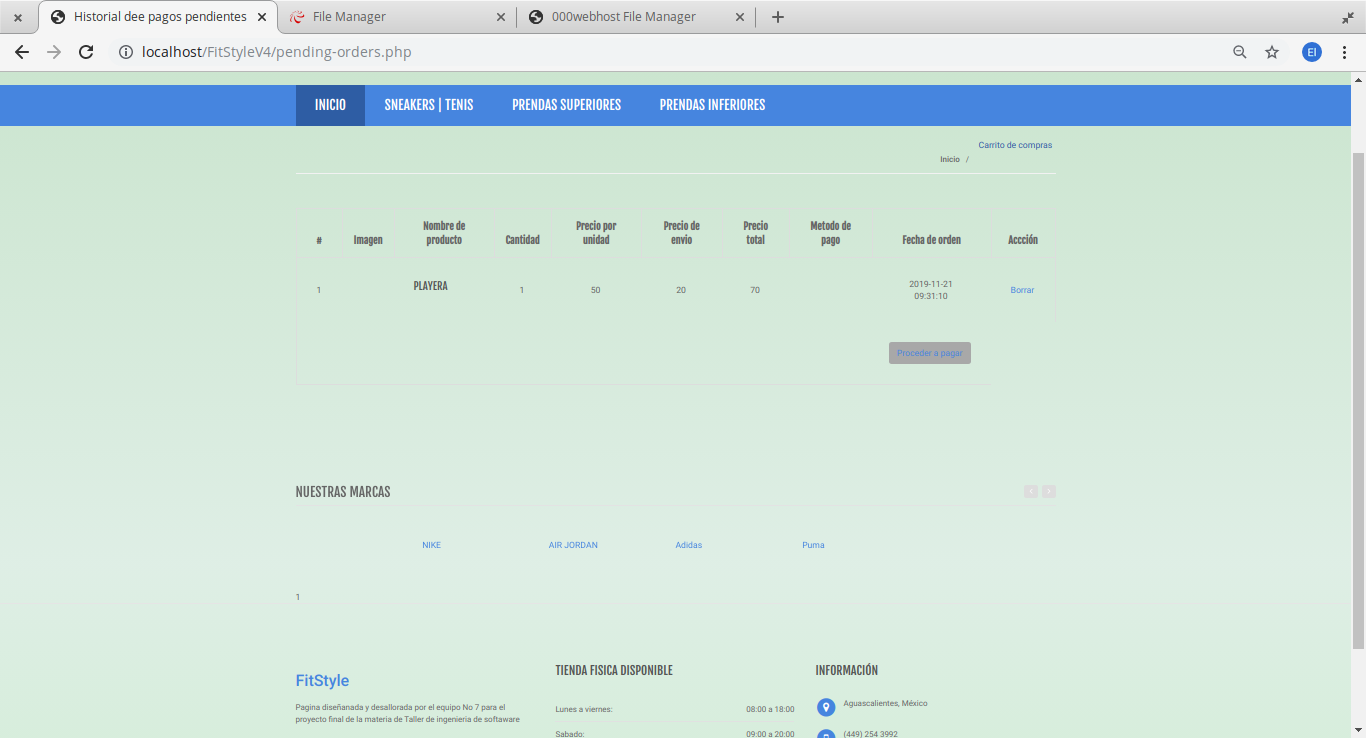 Historial dee pagos pendientes
File Manager
000webhost File Manager
localhost/FitStyleV4/pending-orders.php
EI
INICIO
SNEAKERS | TENIS
PRENDAS SUPERIORES
PRENDAS INFERIORES
Carrito de compras
Inicio /
# Imagen Nombre de producto Cantidad Precio por unidad Precio de envio Precio total Metodo de pago Fecha de orden Accción
1 PLAYERA 1 50 20 70 2019-11-21 09:31:10 Borrar
Proceder a pagar
NUESTRAS MARCAS
NIKE AIR JORDAN Adidas Puma
1
FitStyle
Pagina diseñanada y desallorada por el equipo No 7 para el
proyecto final de la materia de Taller de ingenieria de softaware
TIENDA FISICA DISPONIBLE
Lunes a viernes: 08:00 a 18:00
Sabado: 09:00 a 20:00
INFORMACIÓN
Aguascalientes, México
(449) 254 3992